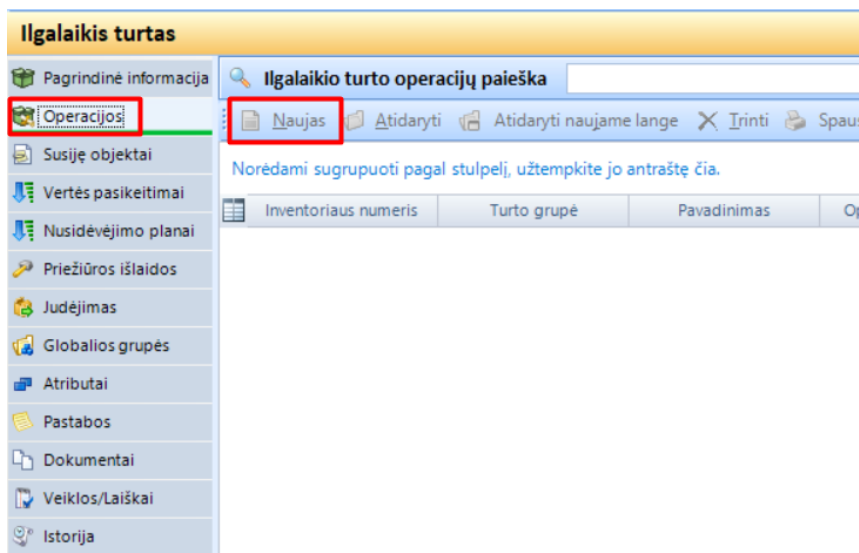 Ilgalaikis turtas
Pagrindinė informacija
Operacijos
Susiję objektai
Vertės pasikeitimai
Nusidėvėjimo planai
Priežiūros išlaidos
Judėjimas
Globalios grupės
Atributai
Pastabos
Dokumentai
Veiklos/Laiškai
Istorija
Ilgalaikio turto operacijų paieška
Naujas Atidaryti Atidaryti naujame lange Trinti Spaus
Norėdami sugrupuoti pagal stulpelį, užtempkite jo antraštę čia.
Inventoriaus numeris Turto grupė Pavadinimas Op